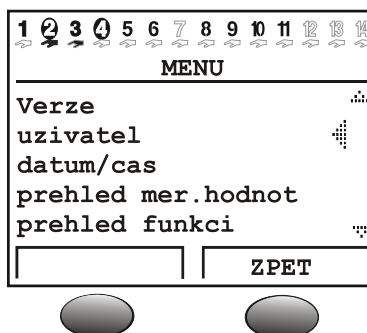 1 2 3 4 5 6 7 8 9 10 11 12 13 14
MENU
Verze
uzivatel
datum/cas
prehled mer.hodnot
prehled funkci
ZPET